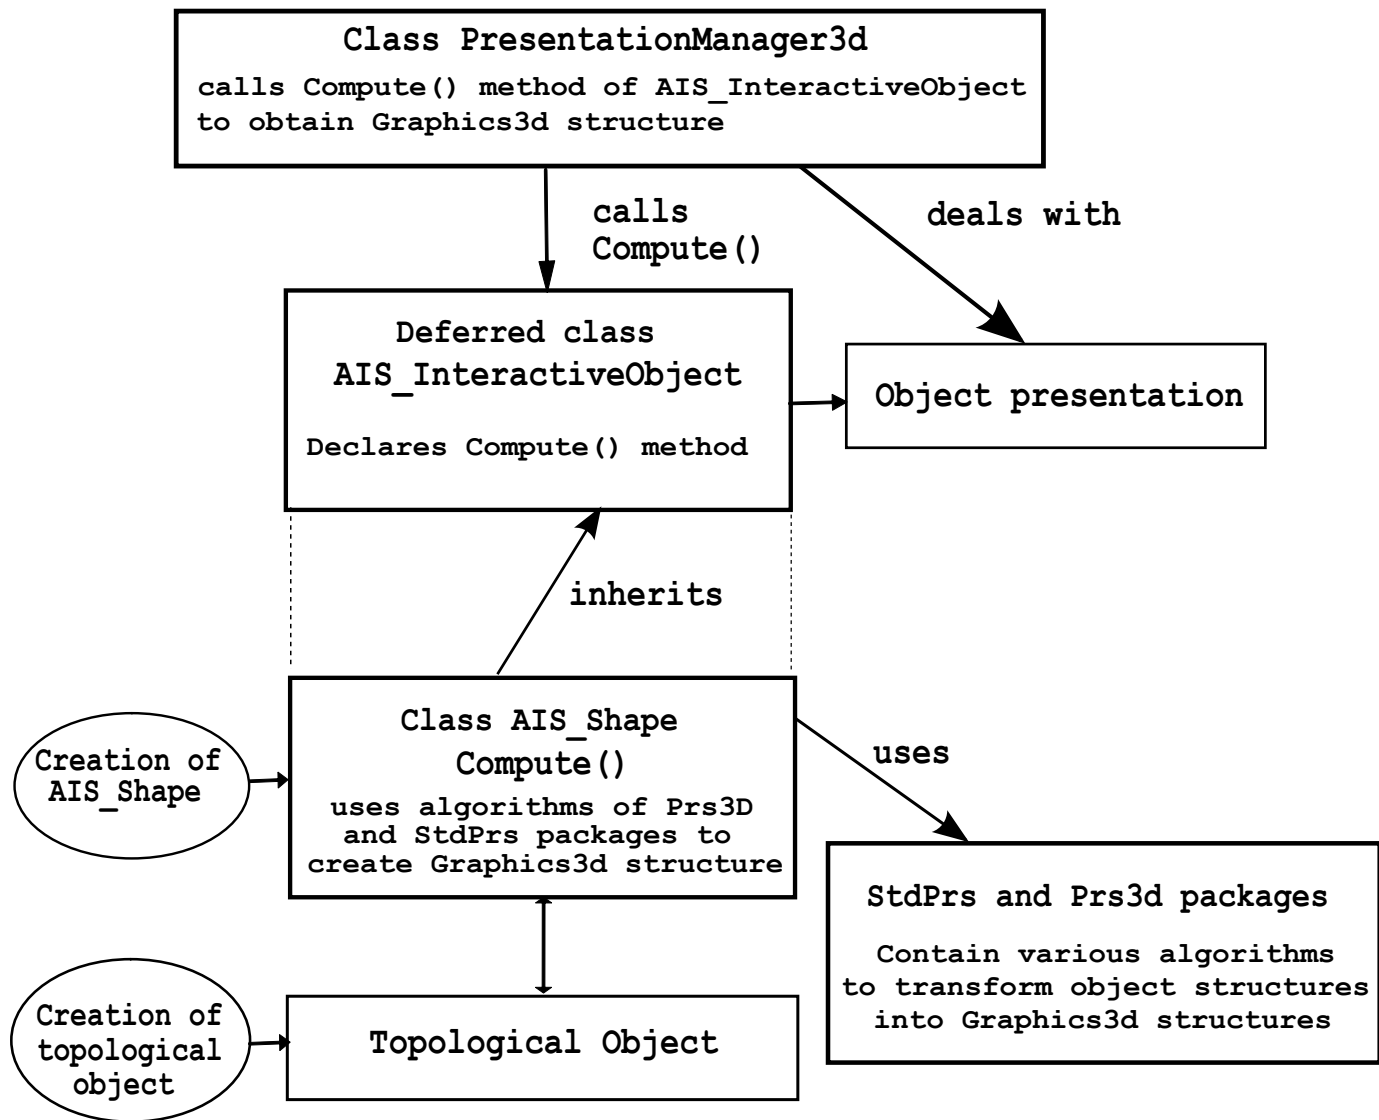 Class PresentationManager3d
calls Compute() method of AIS_InteractiveObject
to obtain Graphics3d structure
calls
Compute()
deals with
Deferred class
AIS_InteractiveObject
Declares Compute() method
Object presentation
inherits
Creation of
AIS_Shape
Class AIS_Shape
Compute()
uses algorithms of Prs3D
and StdPrs packages to
create Graphics3d structure
uses
StdPrs and Prs3d packages
Contain various algorithms
to transform object structures
into Graphics3d structures
Creation of
topological
object
Topological Object